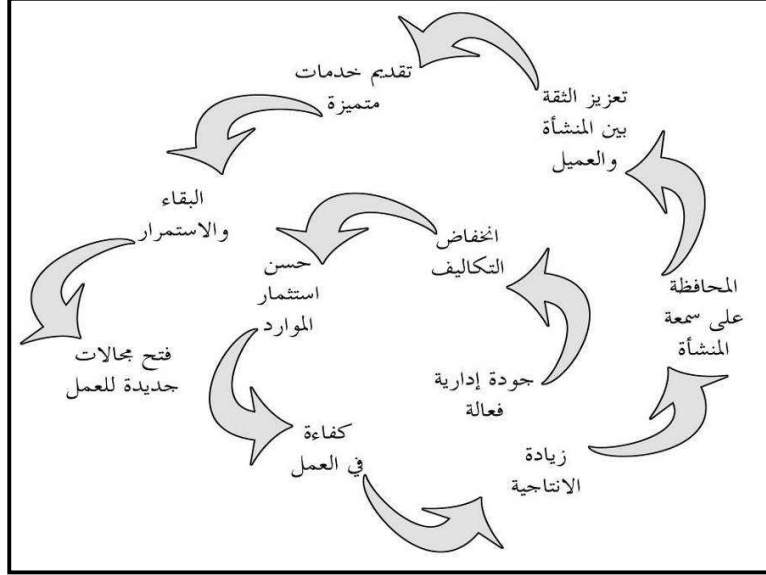 تقديم خدمات
متميزة
تعزيز الثقة
بين المنشأة
والعميل
البقاء
والاستمرار
انخفاض
التكاليف
حسن
استثمار
الموارد
المحافظة
على سمعة
المنشأة
فتح مجالات
جديدة للعمل
جودة إدارية
فعالة
كفاءة
في العمل
زيادة
الانتاجية